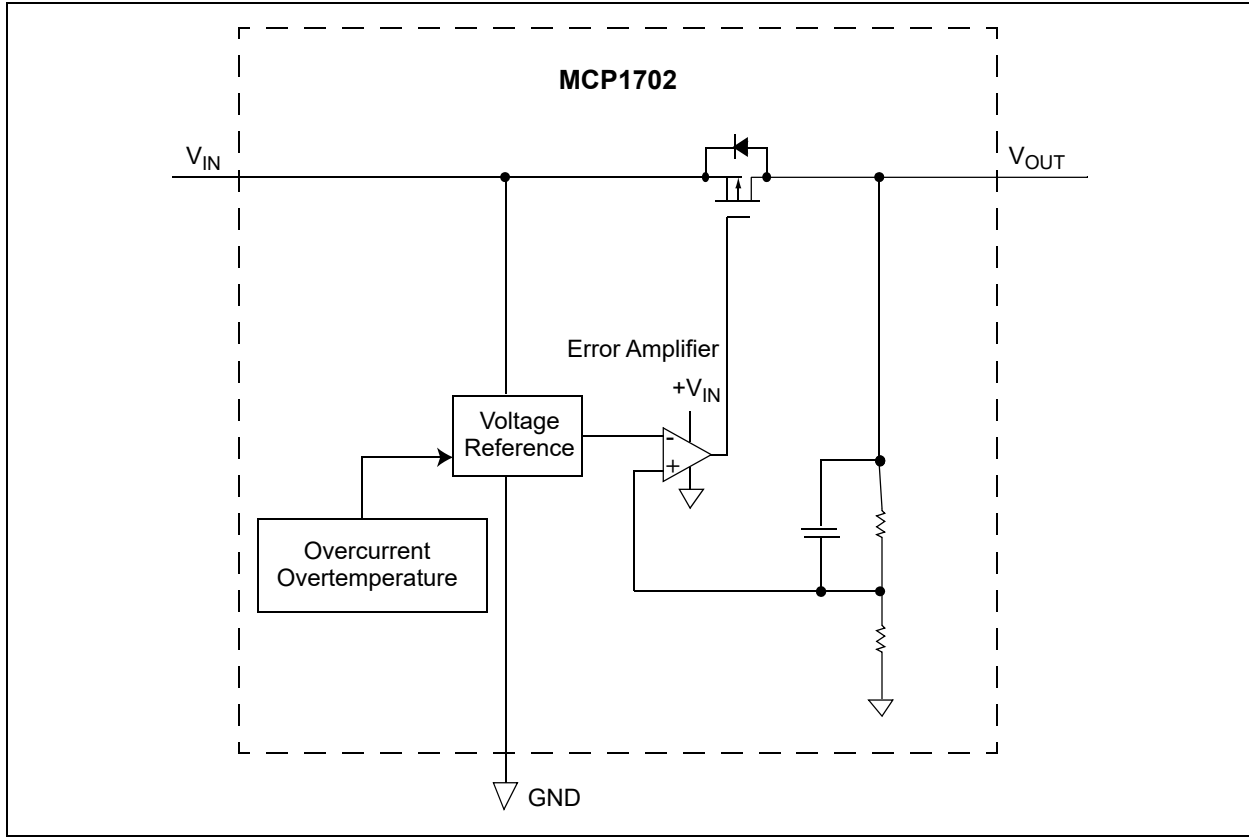 MCP1702
VIN
VOUT
Error Amplifier
+VIN
Voltage
Reference
-
+
Overcurrent
Overtemperature
GND